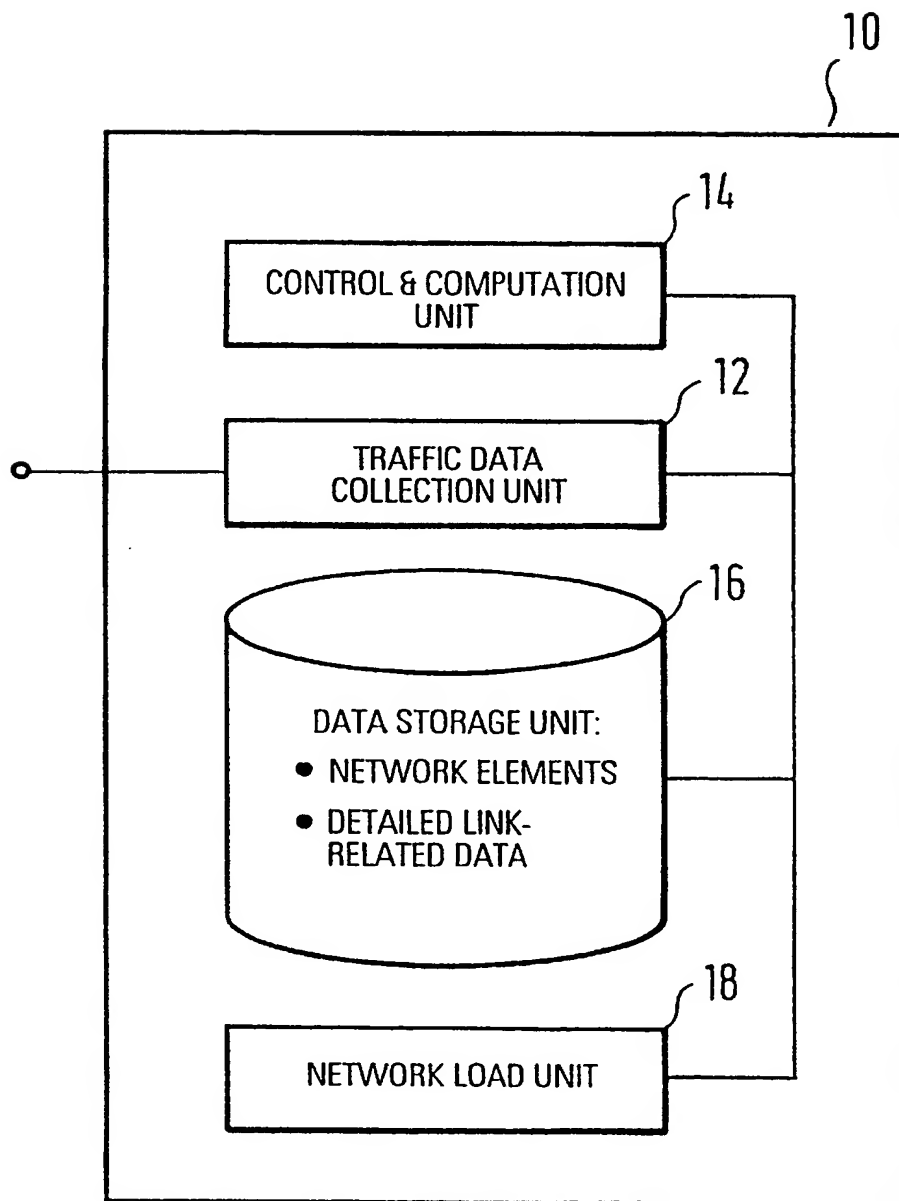 10
14
CONTROL & COMPUTATION
UNIT
12
TRAFFIC DATA
COLLECTION UNIT
16
DATA STORAGE UNIT:
● NETWORK ELEMENTS
● DETAILED LINK-
RELATED DATA
18
NETWORK LOAD UNIT